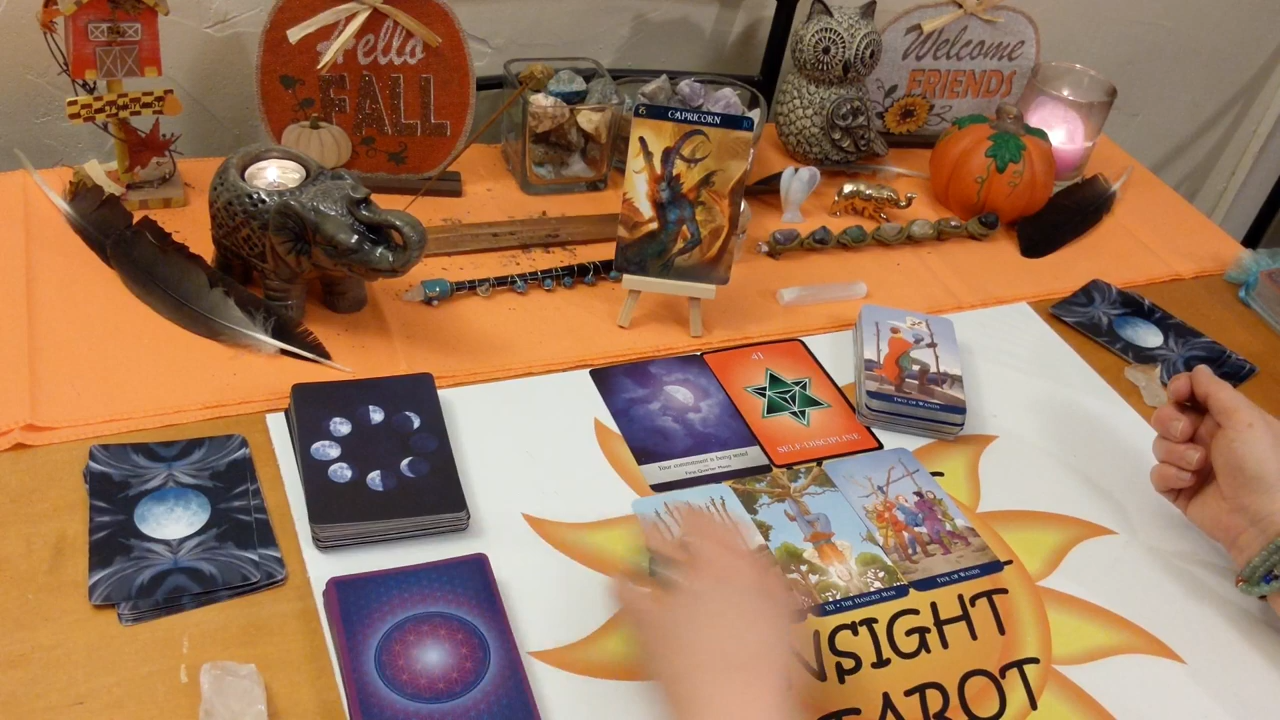 Hello
FALL
Welcome
FRIENDS
CAPRICORN
10
41
SELF-DISCIPLINE
Your commitment is being tested
First Quarter Moon
TWO OF WANDS
XII • THE HANGED MAN
FIVE OF WANDS
NSIGHT
TAROT